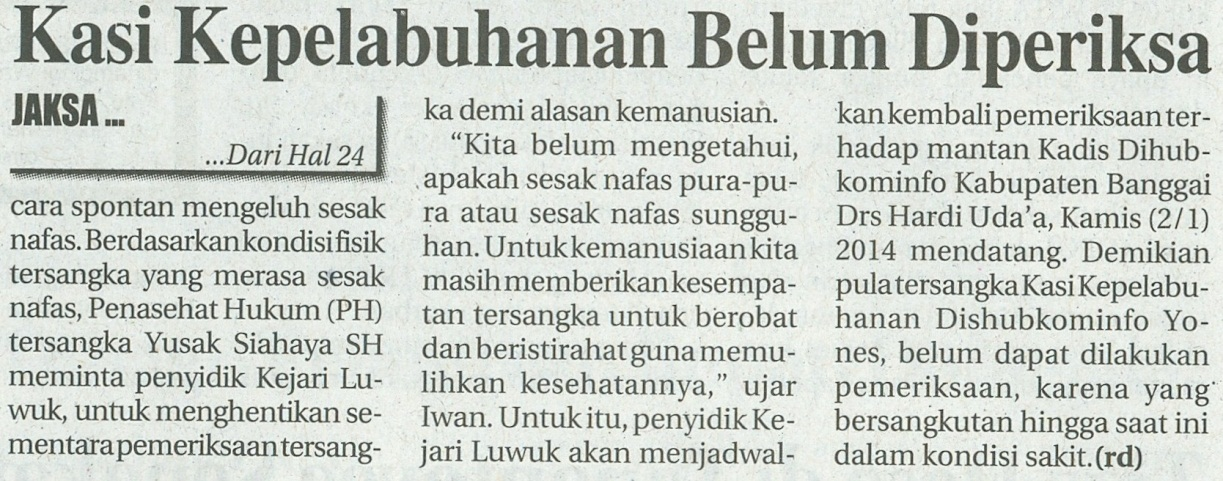 Kasi Kepelabuhanan Belum Diperiksa
JAKSA ...
...Dari Hal 24
cara spontan mengeluh sesak
nafas. Berdasarkan kondisi fisik
tersangka yang merasa sesak
nafas, Penasehat Hukum (PH)
tersangka Yusak Siahaya SH
meminta penyidik Kejari Lu-
wuk, untuk menghentikan se-
mentara pemeriksaan tersang-
ka demi alasan kemanusian.
“Kita belum mengetahui,
apakah sesak nafas pura-pu-
ra atau sesak nafas sunggu-
han. Untuk kemanusiaan kita
masih memberikan kesempa-
tan tersangka untuk berobat
dan beristirahat guna memu-
lihkan kesehatannya,” ujar
Iwan. Untuk itu, penyidik Ke-
jari Luwuk akan menjadwal-
kan kembali pemeriksaan ter-
hadap mantan Kadis Dihub-
kominfo Kabupaten Banggai
Drs Hardi Uda’a, Kamis (2/1)
2014 mendatang. Demikian
pula tersangka Kasi Kepelabu-
hanan Dishubkominfo Yo-
nes, belum dapat dilakukan
pemeriksaan, karena yang
bersangkutan hingga saat ini
dalam kondisi sakit.(rd)